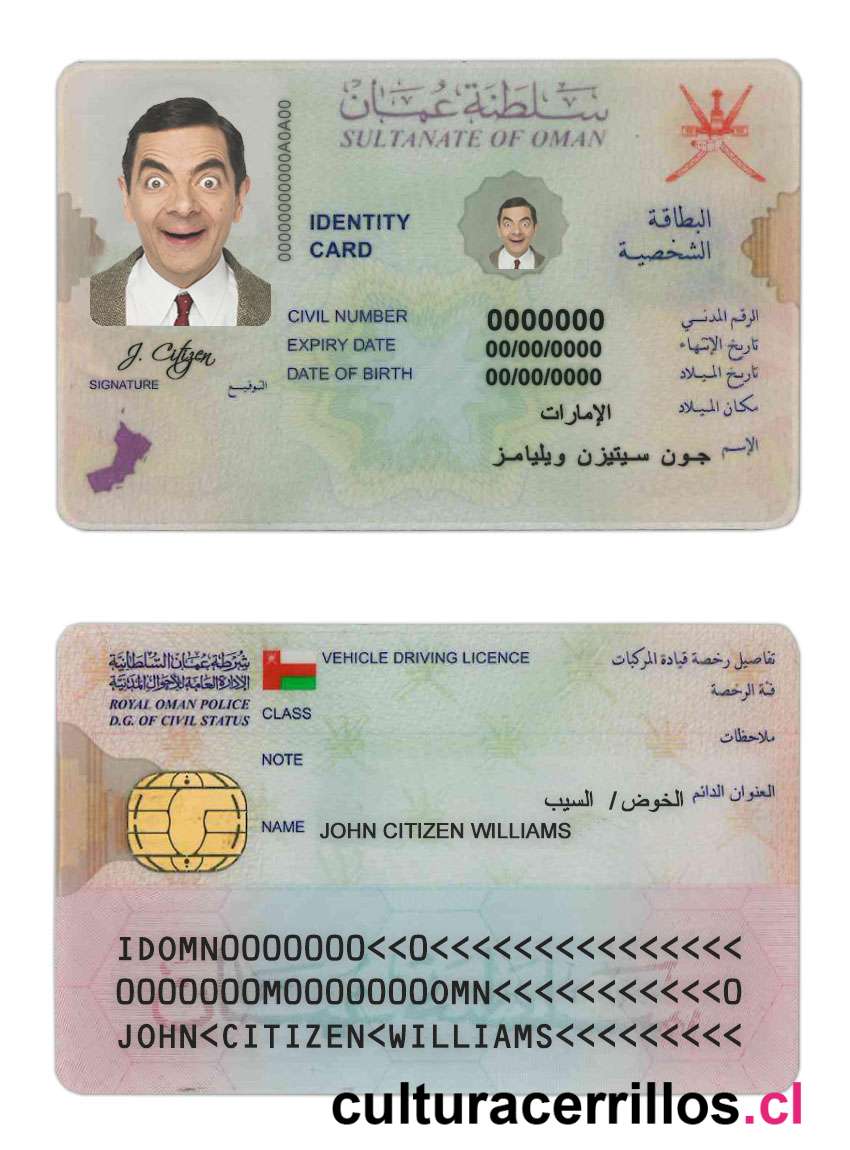 سلطنة عمان
SULTANATE OF OMAN
00000000000A0A00
IDENTITY
CARD
البطاقة
الشخصية
CIVIL NUMBER 0000000 الرقم المدني
EXPIRY DATE 00/00/0000 تاريخ الإنتهاء
DATE OF BIRTH 00/00/0000 تاريخ الميلاد
الإمارات مكان الميلاد
جون سيتيزن ويليامز الإسم
J. Citizen
SIGNATURE التوقيع
شرطة عمان السلطانية
الإدارة العامة للأحوال المدنية
ROYAL OMAN POLICE
D.G. OF CIVIL STATUS
VEHICLE DRIVING LICENCE تفاصيل رخصة قيادة المركبات
CLASS فئة الرخصة
NOTE ملاحظات
العنوان الدائم الخوض / السيب
NAME JOHN CITIZEN WILLIAMS
IDOMN0000000<<0<<<<<<<<<<<<<<<
0000000M00000000OMN<<<<<<<<<<<0
JOHN<CITIZEN<WILLIAMS<<<<<<<<<
culturacerrillos.cl